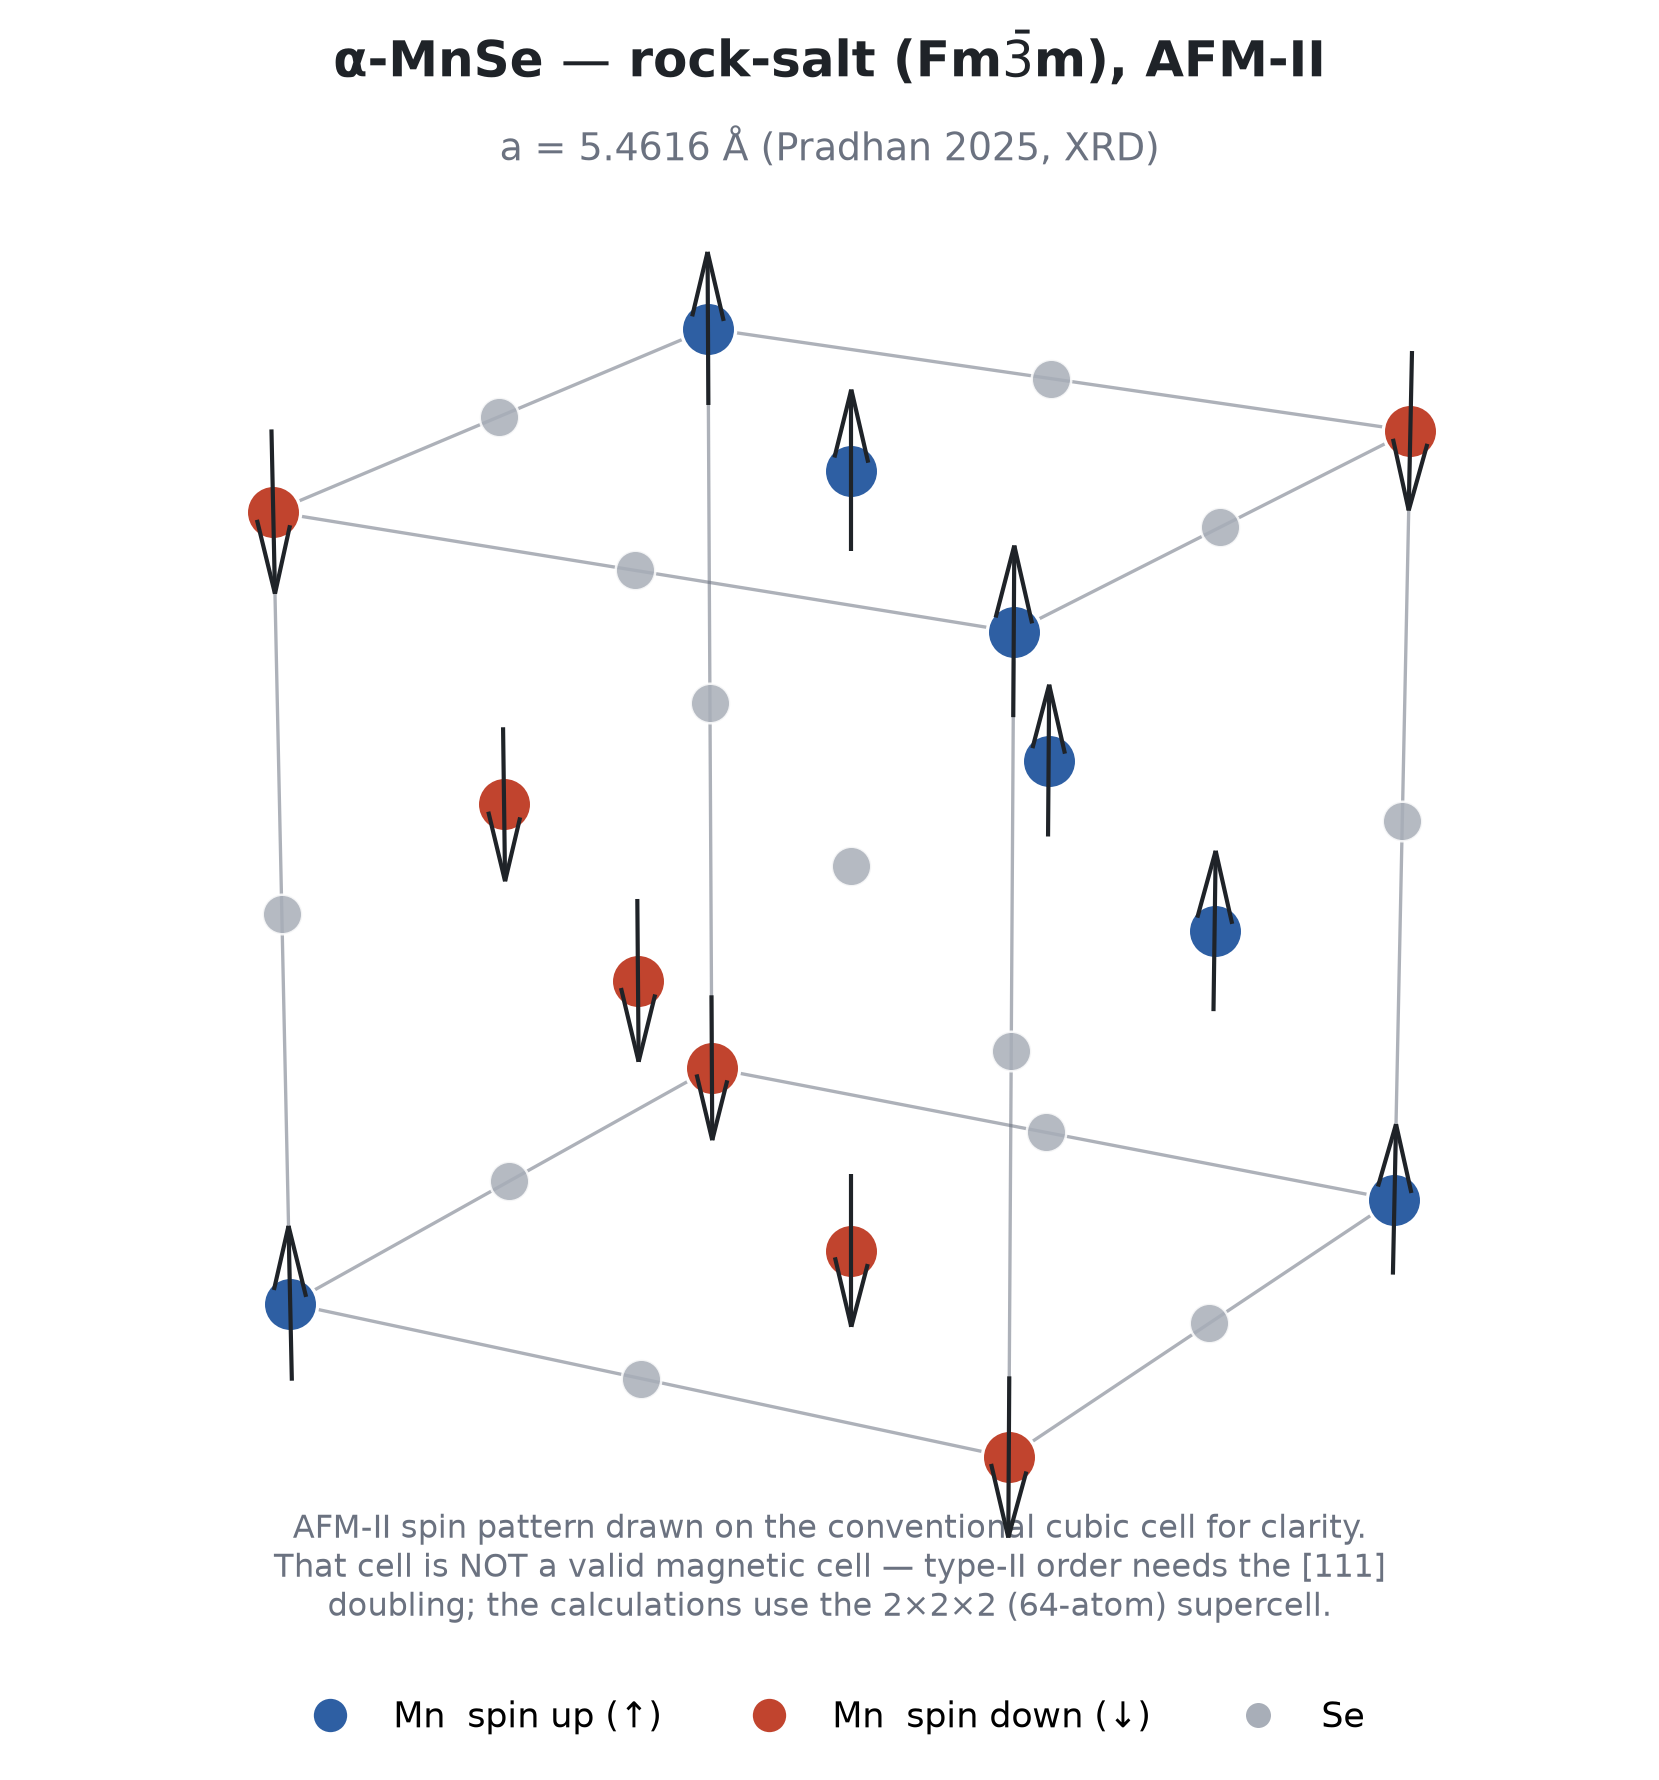 α-MnSe — rock-salt (Fm3̄m), AFM-II
a = 5.4616 Å (Pradhan 2025, XRD)
AFM-II spin pattern drawn on the conventional cubic cell for clarity.
That cell is NOT a valid magnetic cell — type-II order needs the [111]
doubling; the calculations use the 2×2×2 (64-atom) supercell.
Mn  spin up (↑)
Mn  spin down (↓)
Se